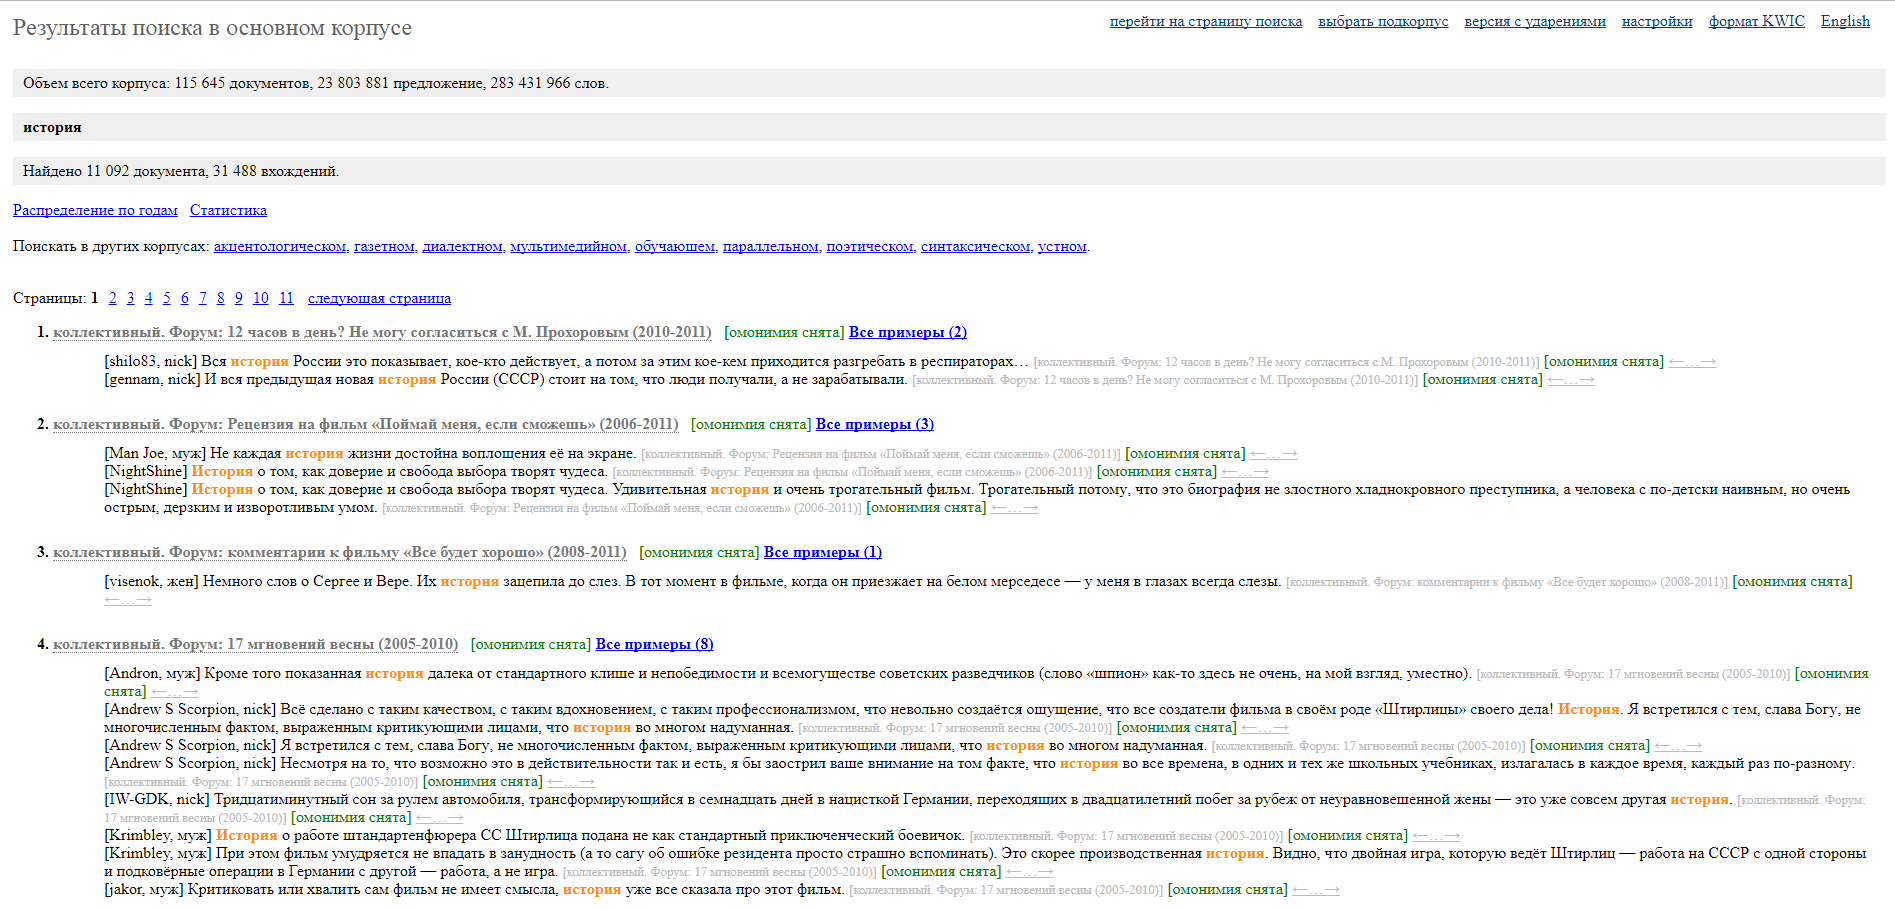 Результаты поиска в основном корпусе
перейти на страницу поиска выбрать подкорпус версия с ударениями настройки формат KWIC English
Объем всего корпуса: 115 645 документов, 23 803 881 предложение, 283 431 966 слов.
история
Найдено 11 092 документа, 31 488 вхождений.
Распределение по годам Статистика
Поискать в других корпусах: акцентологическом, газетном, диалектном, мультимедийном, обучающем, параллельном, поэтическом, синтаксическом, устном.
Страницы: 1 2 3 4 5 6 7 8 9 10 11 следующая страница
1. коллективный. Форум: 12 часов в день? Не могу согласиться с М. Прохоровым (2010-2011) [омонимия снята] Все примеры (2)
[shilo83, nick] Вся история России это показывает, кое-кто действует, а потом за этим кое-кем приходится разгребать в респираторах… [коллективный. Форум: 12 часов в день? Не могу согласиться с М. Прохоровым (2010-2011)] [омонимия снята] ←…→
[gennam, nick] И вся предыдущая новая история России (СССР) стоит на том, что люди получали, а не зарабатывали. [коллективный. Форум: 12 часов в день? Не могу согласиться с М. Прохоровым (2010-2011)] [омонимия снята] ←…→
2. коллективный. Форум: Рецензия на фильм «Поймай меня, если сможешь» (2006-2011) [омонимия снята] Все примеры (3)
[Man Joe, муж] Не каждая история жизни достойна воплощения её на экране. [коллективный. Форум: Рецензия на фильм «Поймай меня, если сможешь» (2006-2011)] [омонимия снята] ←…→
[NightShine] История о том, как доверие и свобода выбора творят чудеса. [коллективный. Форум: Рецензия на фильм «Поймай меня, если сможешь» (2006-2011)] [омонимия снята] ←…→
[NightShine] История о том, как доверие и свобода выбора творят чудеса. Удивительная история и очень трогательный фильм. Трогательный потому, что это биография не злостного хладнокровного преступника, а человека с по-детски наивным, но очень
острым, дерзким и изворотливым умом. [коллективный. Форум: Рецензия на фильм «Поймай меня, если сможешь» (2006-2011)] [омонимия снята] ←…→
3. коллективный. Форум: комментарии к фильму «Все будет хорошо» (2008-2011) [омонимия снята] Все примеры (1)
[visenok, жен] Немного слов о Сергее и Вере. Их история зацепила до слез. В тот момент в фильме, когда он приезжает на белом мерседесе — у меня в глазах всегда слезы. [коллективный. Форум: комментарии к фильму «Все будет хорошо» (2008-2011)] [омонимия снята]
←…→
4. коллективный. Форум: 17 мгновений весны (2005-2010) [омонимия снята] Все примеры (8)
[Andron, муж] Кроме того показанная история далека от стандартного клише и непобедимости и всемогуществе советских разведчиков (слово «шпион» как-то здесь не очень, на мой взгляд, уместно). [коллективный. Форум: 17 мгновений весны (2005-2010)] [омонимия
снята] ←…→
[Andrew S Scorpion, nick] Всё сделано с таким качеством, с таким вдохновением, с таким профессионализмом, что невольно создаётся ощущение, что все создатели фильма в своём роде «Штирлицы» своего дела! История. Я встретился с тем, слава Богу, не
многочисленным фактом, выраженным критикующими лицами, что история во многом надуманная. [коллективный. Форум: 17 мгновений весны (2005-2010)] [омонимия снята] ←…→
[Andrew S Scorpion, nick] Я встретился с тем, слава Богу, не многочисленным фактом, выраженным критикующими лицами, что история во многом надуманная. [коллективный. Форум: 17 мгновений весны (2005-2010)] [омонимия снята] ←…→
[Andrew S Scorpion, nick] Несмотря на то, что возможно это в действительности так и есть, я бы заострил ваше внимание на том факте, что история во все времена, в одних и тех же школьных учебниках, излагалась в каждое время, каждый раз по-разному.
[коллективный. Форум: 17 мгновений весны (2005-2010)] [омонимия снята] ←…→
[IW-GDK, nick] Тридцатиминутный сон за рулем автомобиля, трансформирующийся в семнадцать дней в нацисткой Германии, переходящих в двадцатилетний побег за рубеж от неуравновешенной жены — это уже совсем другая история. [коллективный. Форум:
17 мгновений весны (2005-2010)] [омонимия снята] ←…→
[Krimbley, муж] История о работе штандартенфюрера СС Штирлица подана не как стандартный приключенческий боевичок. [коллективный. Форум: 17 мгновений весны (2005-2010)] [омонимия снята] ←…→
[Krimbley, муж] При этом фильм умудряется не впадать в занудность (а то сагу об ошибке резидента просто страшно вспоминать). Это скорее производственная история. Видно, что двойная игра, которую ведёт Штирлиц — работа на СССР с одной стороны
и подковёрные операции в Германии с другой — работа, а не игра. [коллективный. Форум: 17 мгновений весны (2005-2010)] [омонимия снята] ←…→
[jakor, муж] Критиковать или хвалить сам фильм не имеет смысла, история уже все сказала про этот фильм. [коллективный. Форум: 17 мгновений весны (2005-2010)] [омонимия снята] ←…→